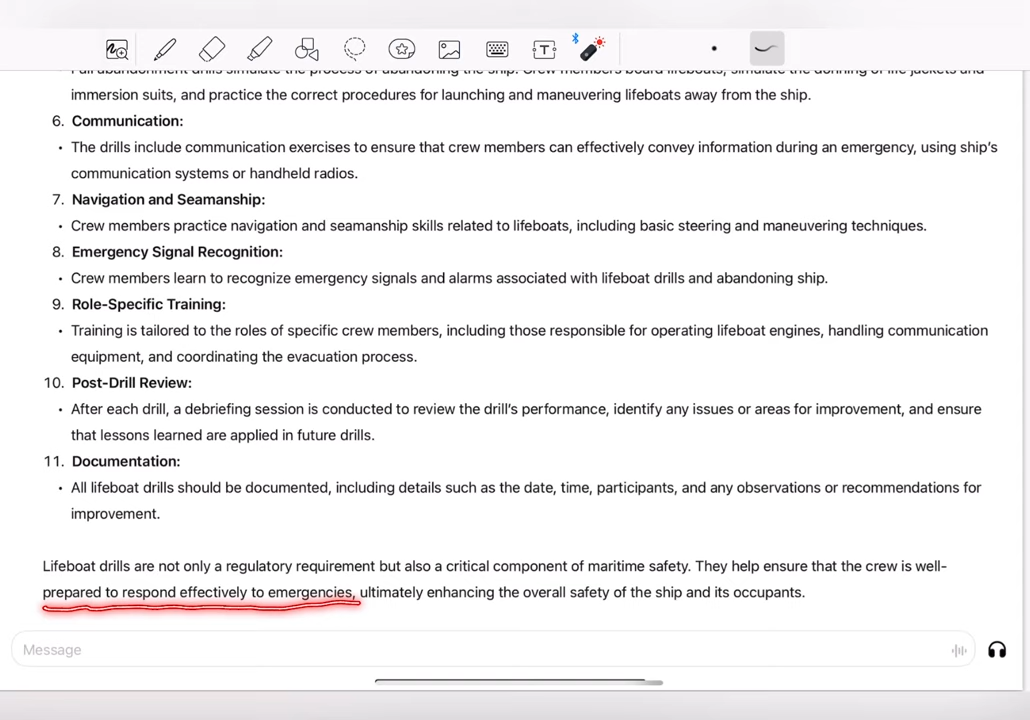 immersion suits, and practice the correct procedures for launching and maneuvering lifeboats away from the ship.
6. Communication:
• The drills include communication exercises to ensure that crew members can effectively convey information during an emergency, using ship's
communication systems or handheld radios.
7. Navigation and Seamanship:
• Crew members practice navigation and seamanship skills related to lifeboats, including basic steering and maneuvering techniques.
8. Emergency Signal Recognition:
• Crew members learn to recognize emergency signals and alarms associated with lifeboat drills and abandoning ship.
9. Role-Specific Training:
• Training is tailored to the roles of specific crew members, including those responsible for operating lifeboat engines, handling communication
equipment, and coordinating the evacuation process.
10. Post-Drill Review:
• After each drill, a debriefing session is conducted to review the drill's performance, identify any issues or areas for improvement, and ensure
that lessons learned are applied in future drills.
11. Documentation:
• All lifeboat drills should be documented, including details such as the date, time, participants, and any observations or recommendations for
improvement.
Lifeboat drills are not only a regulatory requirement but also a critical component of maritime safety. They help ensure that the crew is well-
prepared to respond effectively to emergencies, ultimately enhancing the overall safety of the ship and its occupants.
Message